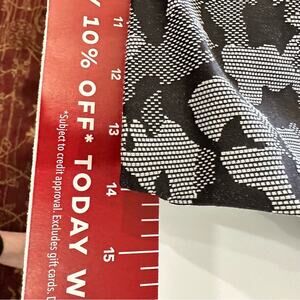 Y 10% OFF* TODAY W
*Subject to credit approval. Excludes gift cards.
11
12
13
14
15